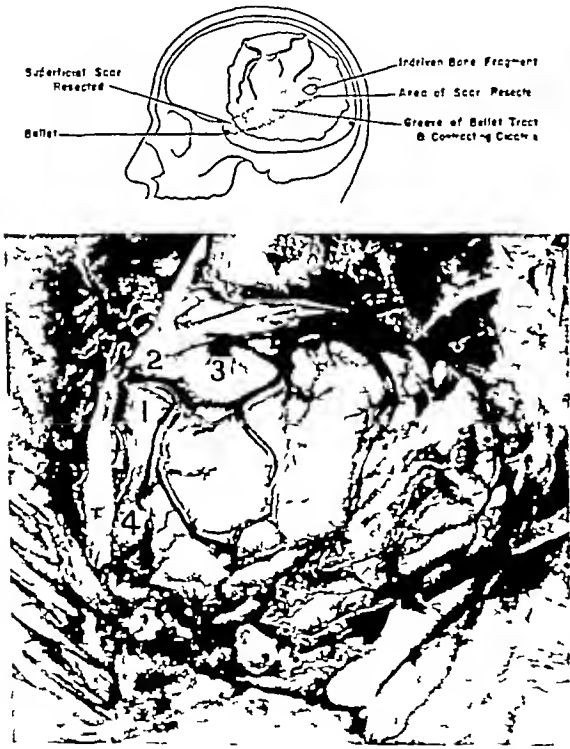 Superficial Scar
Resected
Bullet
Indriven Bone Fragment
Area of Scar Resecte
Groove of Bullet Tract
& Contracting
2
3
1
4